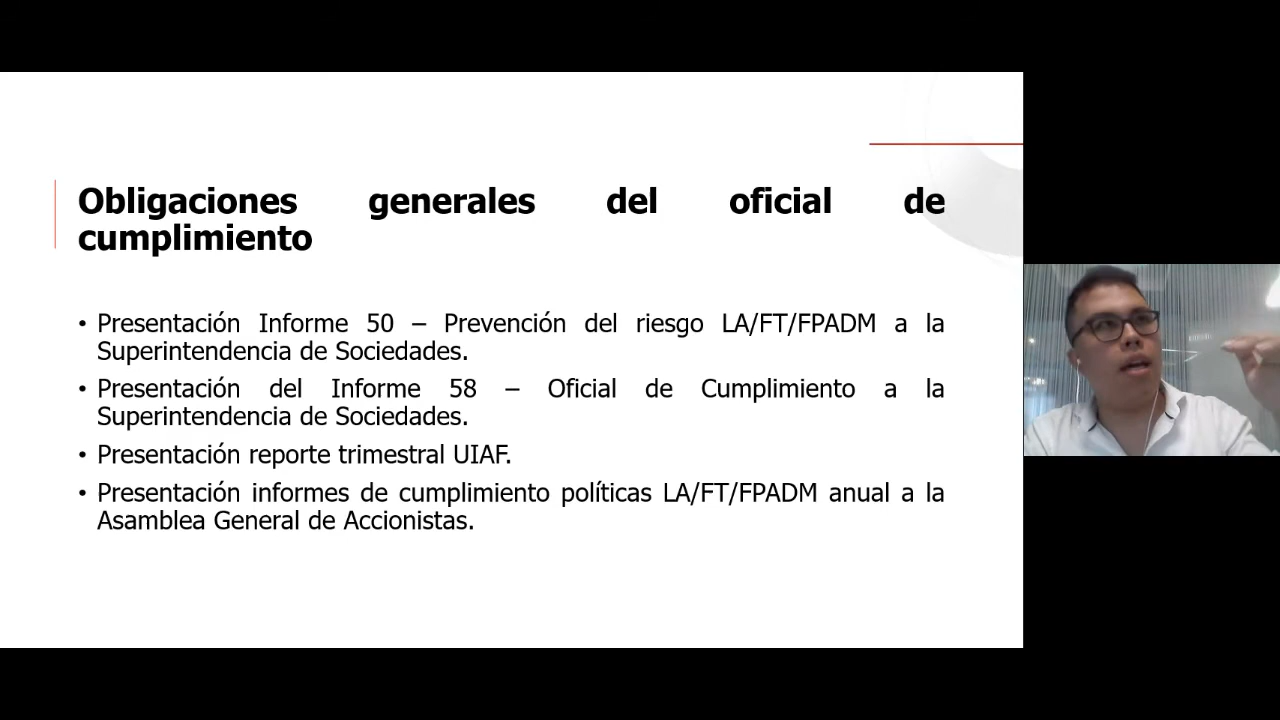 Obligaciones generales del oficial de
cumplimiento
• Presentación Informe 50 – Prevención del riesgo LA/FT/FPADM a la
Superintendencia de Sociedades.
• Presentación del Informe 58 – Oficial de Cumplimiento a la
Superintendencia de Sociedades.
• Presentación reporte trimestral UIAF.
• Presentación informes de cumplimiento políticas LA/FT/FPADM anual a la
Asamblea General de Accionistas.